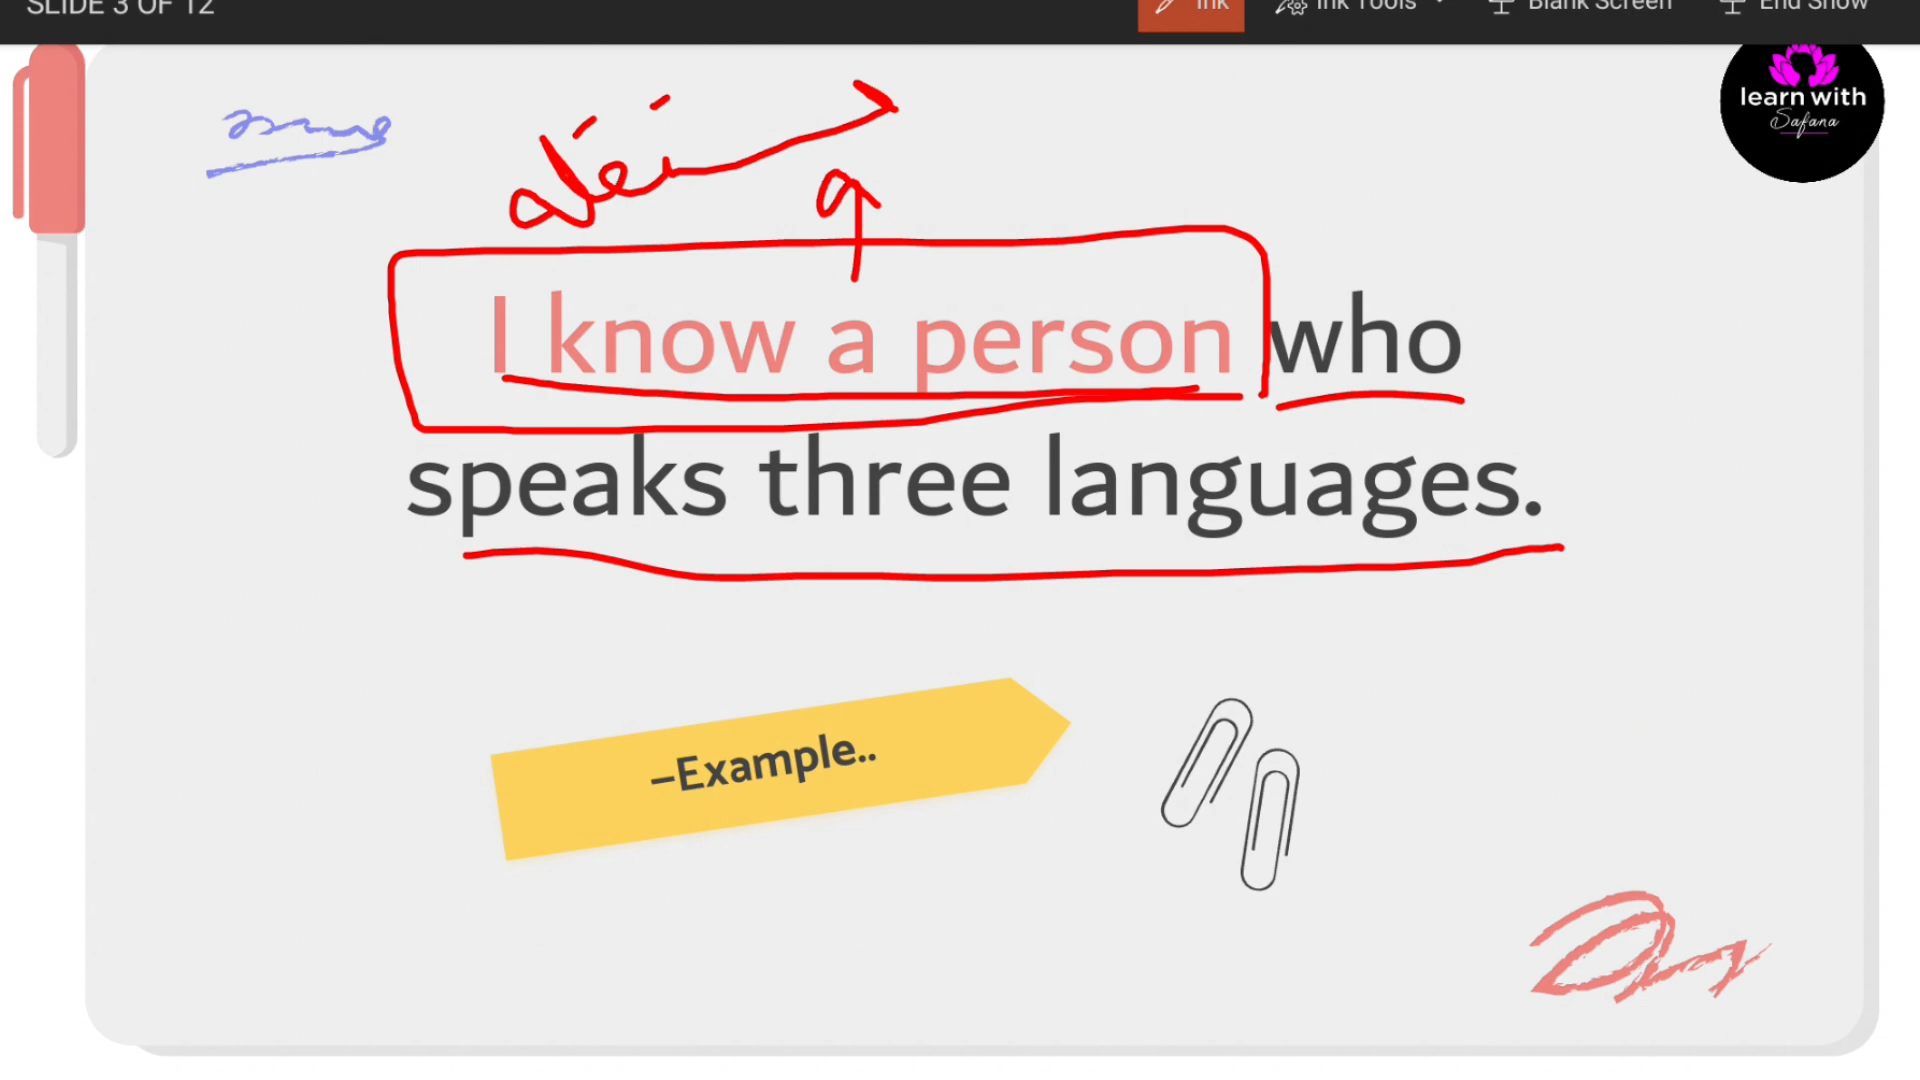 SLIDE 3 OF 12
Ink
Ink Tools
Blank Screen
End Show
learn with
Safana
I know a person who
speaks three languages.
–Example..